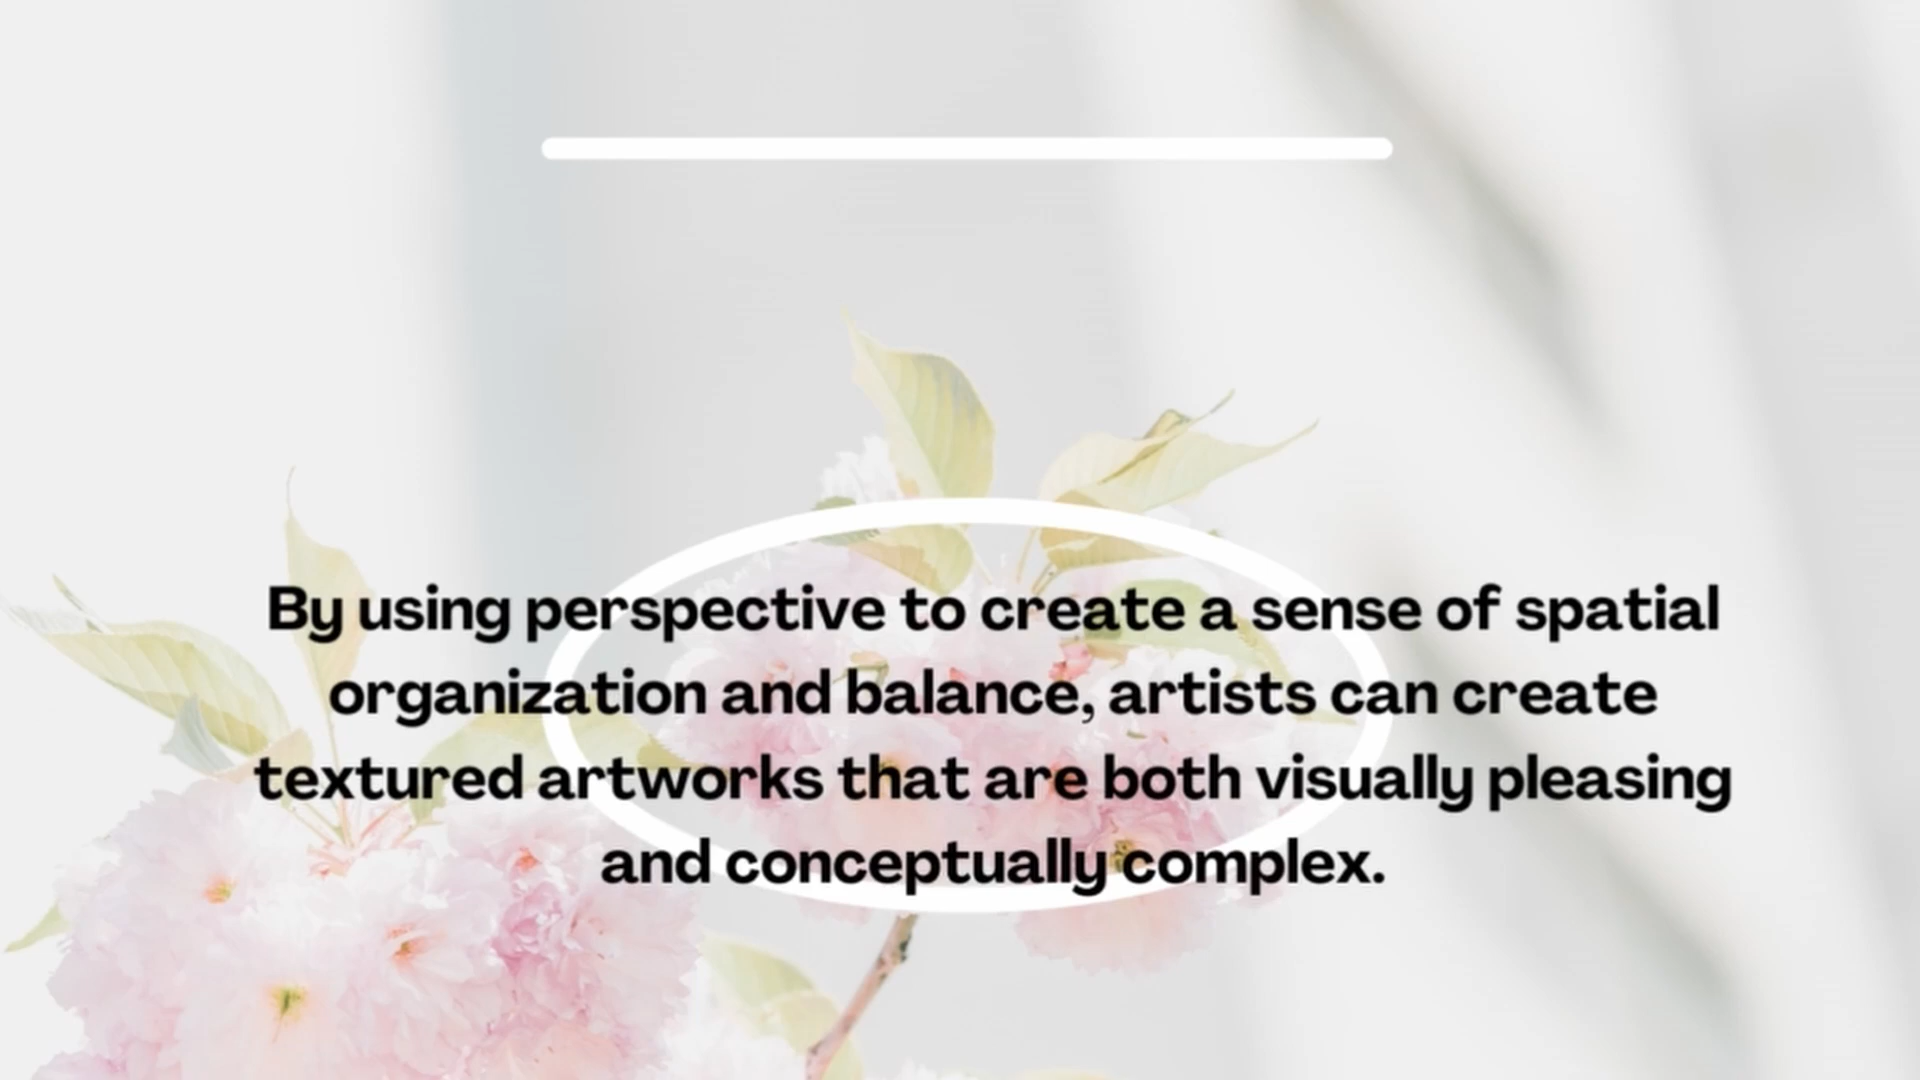 By using perspective to create a sense of spatial
organization and balance, artists can create
textured artworks that are both visually pleasing
and conceptually complex.